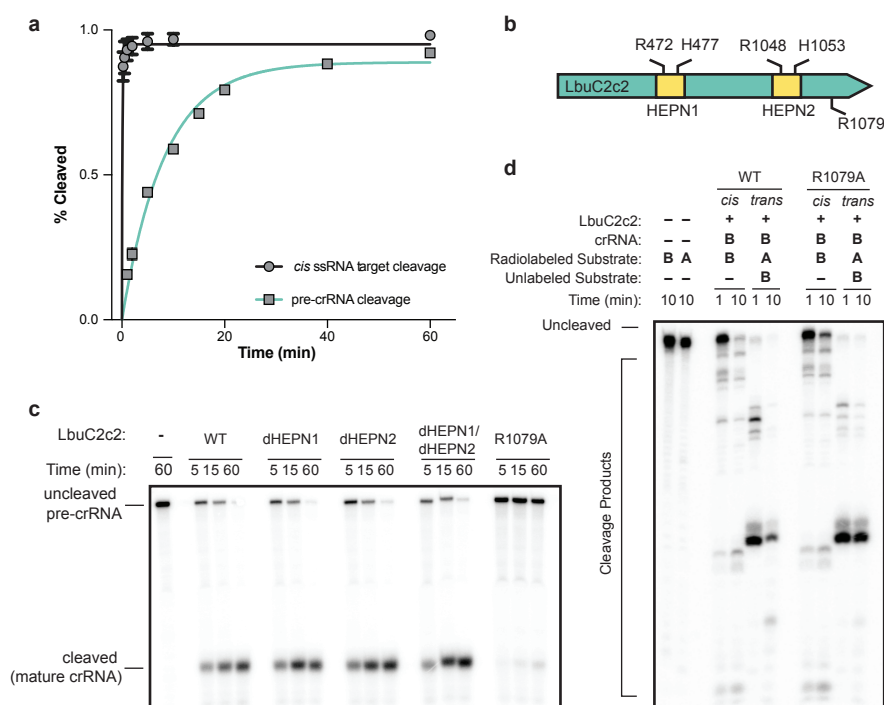 a
% Cleaved
1.0
0.5
0.0
0
20
40
60
Time (min)
cis ssRNA target cleavage
pre-crRNA cleavage
b
R472 H477 R1048 H1053
LbuC2c2
HEPN1 HEPN2
R1079
c
LbuC2c2: - WT dHEPN1 dHEPN2 dHEPN1/dHEPN2 R1079A
Time (min): 60 5 15 60 5 15 60 5 15 60 5 15 60 5 15 60
uncleaved
pre-crRNA
cleaved
(mature crRNA)
d
WT R1079A
cis trans cis trans
LbuC2c2: – – + + + +
crRNA: – – B B B B
Radiolabeled Substrate: B A B A B A
Unlabeled Substrate: – B – B
Time (min): 10 10 1 10 1 10 1 10 1 10
Uncleaved
Cleavage Products